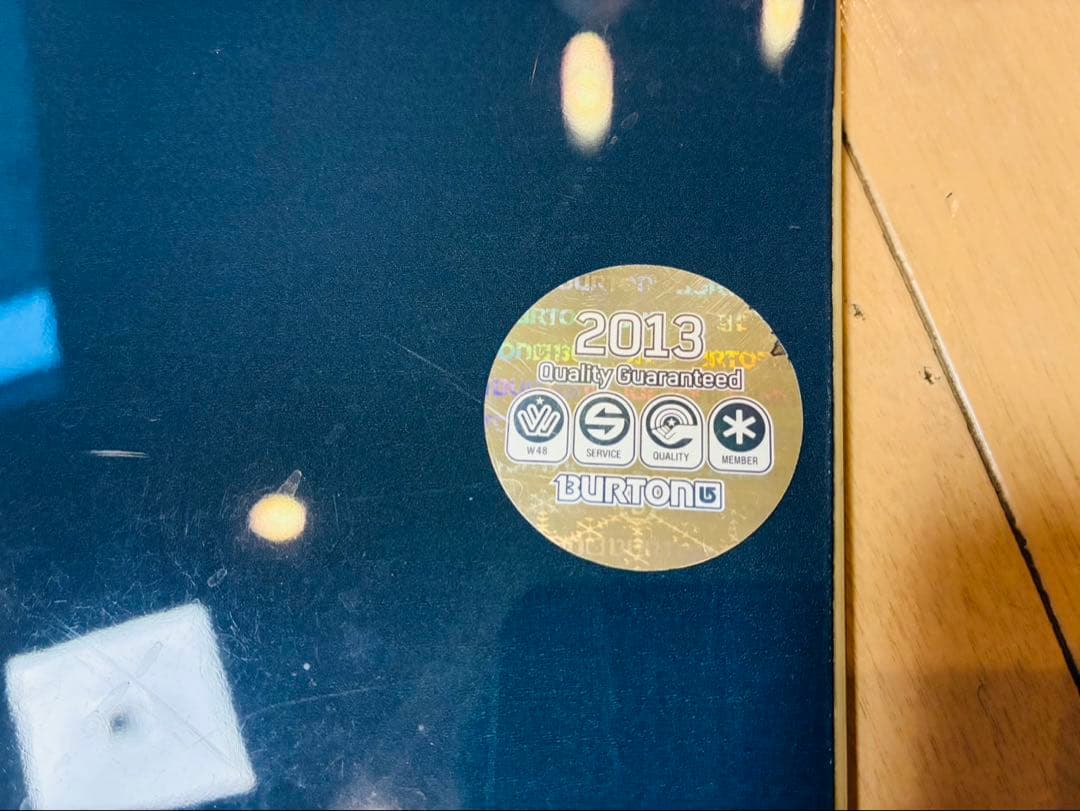 2013
Quality Guaranteed
W48 SERVICE QUALITY MEMBER
BURTON